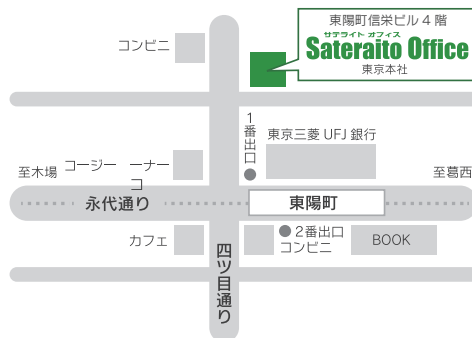 東陽町信栄ビル4階
サテライト オフィス
Sateraito Office
東京本社
コンビニ
1番出口
東京三菱UFJ銀行
至木場
コージーコーナー
至葛西
永代通り
東陽町
カフェ
2番出口
コンビニ
BOOK
四ツ目通り